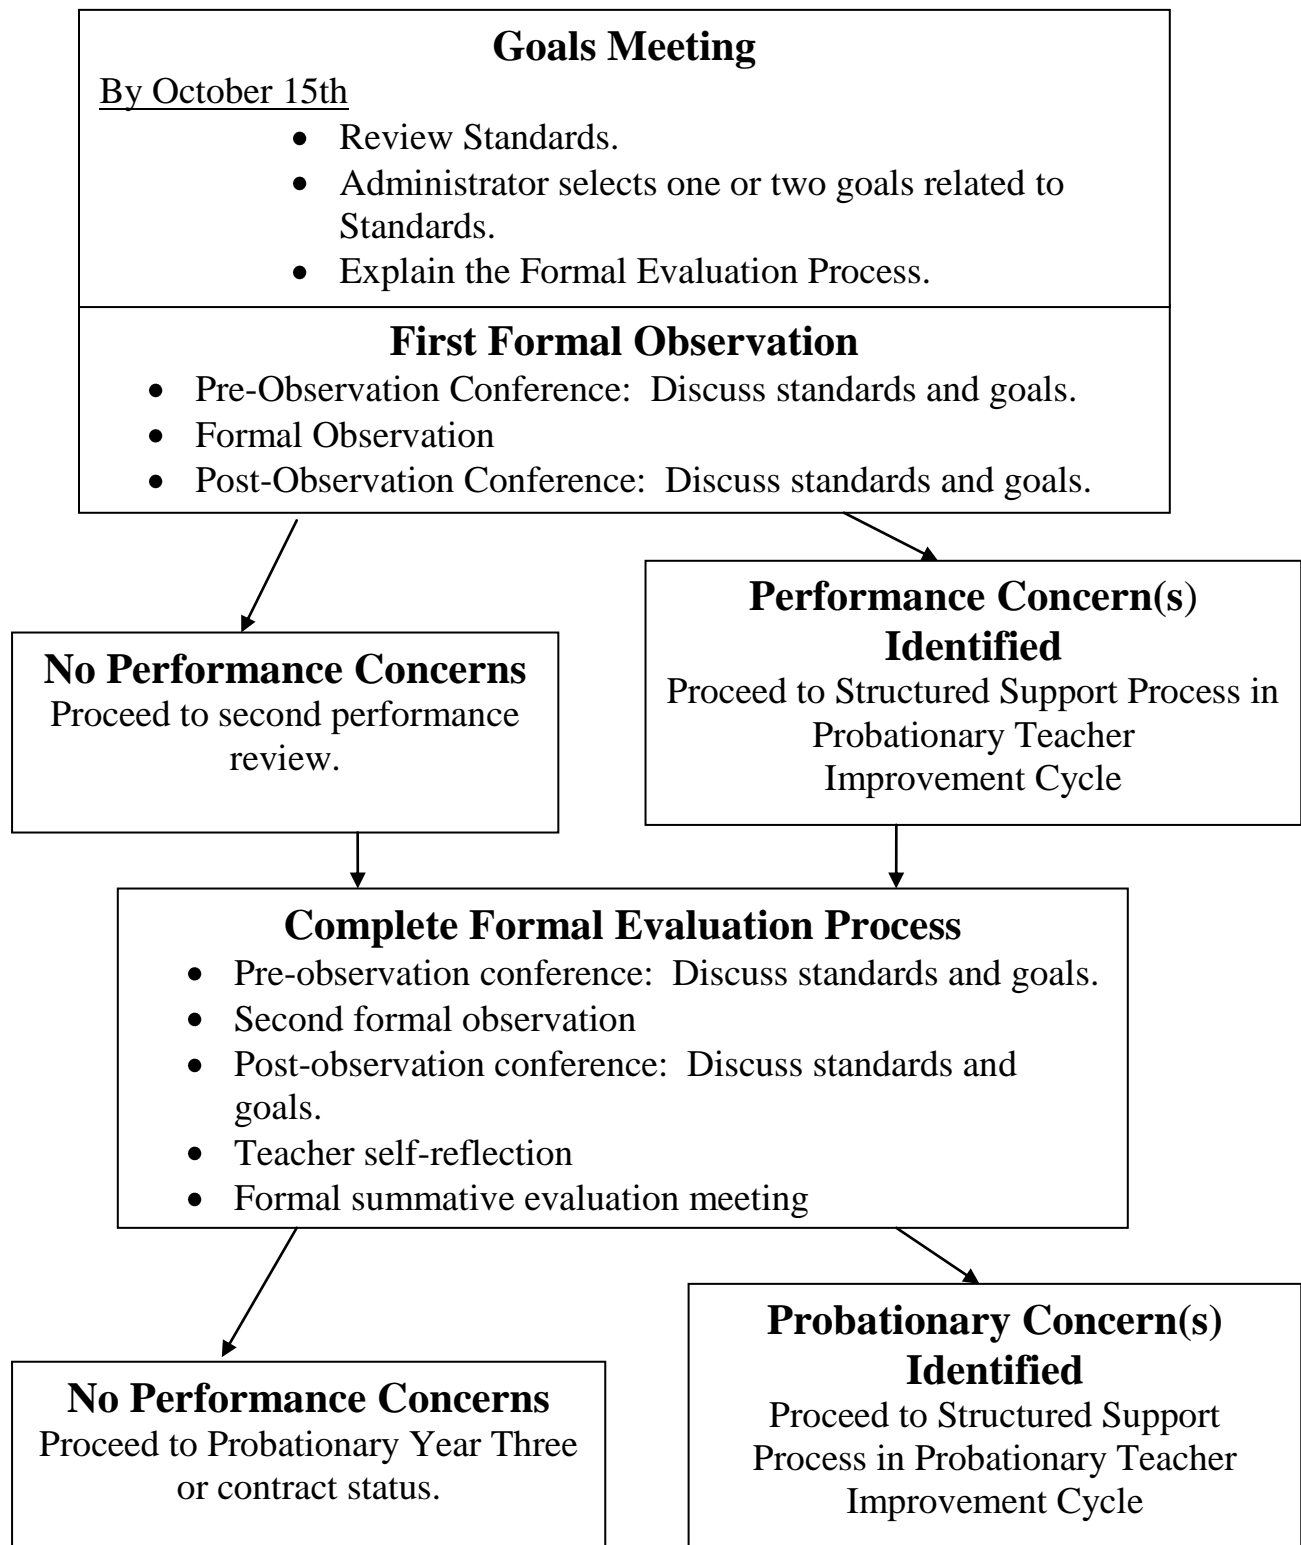 Goals Meeting
By October 15th
• Review Standards.
• Administrator selects one or two goals related to
Standards.
• Explain the Formal Evaluation Process.
First Formal Observation
• Pre-Observation Conference:  Discuss standards and goals.
• Formal Observation
• Post-Observation Conference:  Discuss standards and goals.
No Performance Concerns
Proceed to second performance
review.
Performance Concern(s)
Identified
Proceed to Structured Support Process in
Probationary Teacher
Improvement Cycle
Complete Formal Evaluation Process
• Pre-observation conference:  Discuss standards and goals.
• Second formal observation
• Post-observation conference:  Discuss standards and
goals.
• Teacher self-reflection
• Formal summative evaluation meeting
No Performance Concerns
Proceed to Probationary Year Three
or contract status.
Probationary Concern(s)
Identified
Proceed to Structured Support
Process in Probationary Teacher
Improvement Cycle